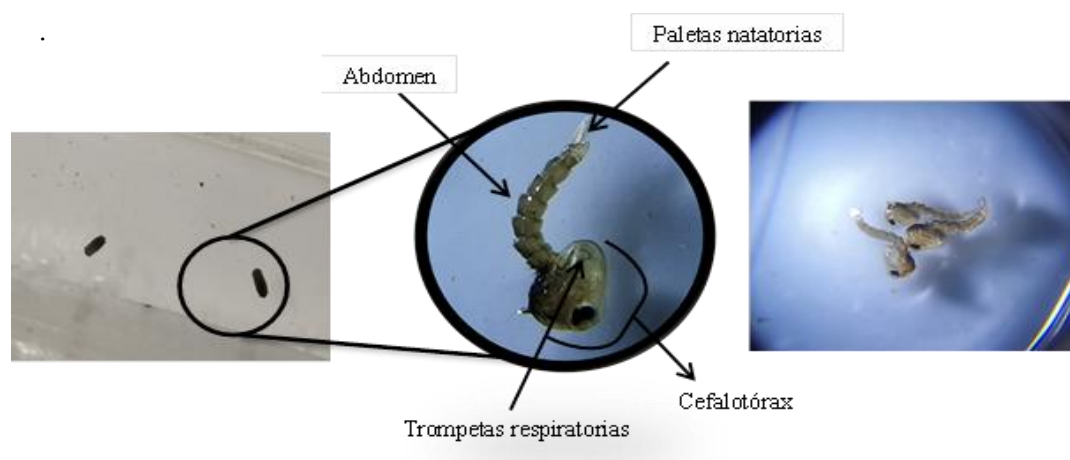 .
Paletas natatorias
Abdomen
Cefalotórax
Trompetas respiratorias